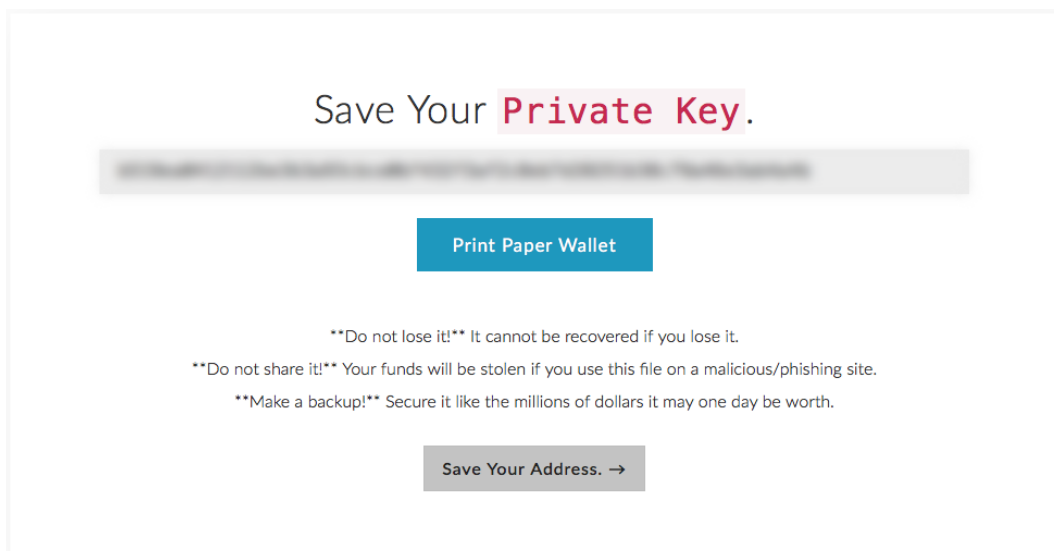 Save Your Private Key.
Print Paper Wallet
**Do not lose it!** It cannot be recovered if you lose it.
**Do not share it!** Your funds will be stolen if you use this file on a malicious/phishing site.
**Make a backup!** Secure it like the millions of dollars it may one day be worth.
Save Your Address. →